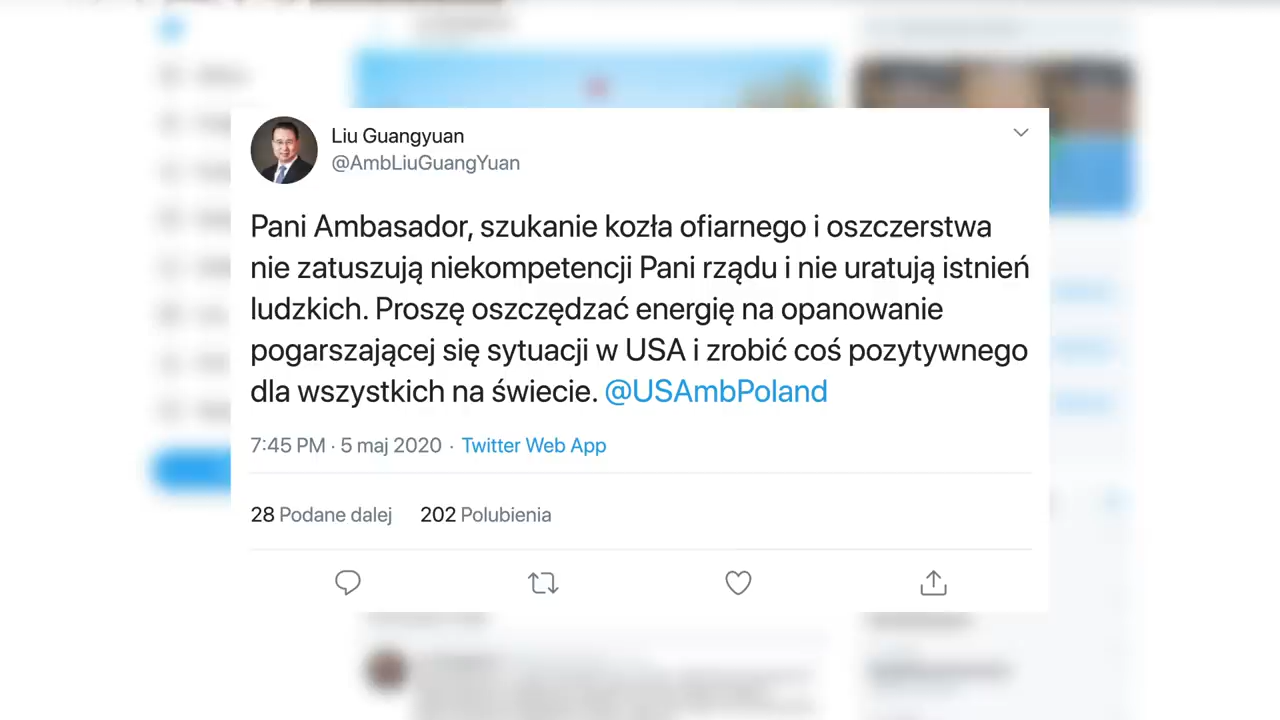 Liu Guangyuan
@AmbLiuGuangYuan
Pani Ambasador, szukanie kozła ofiarnego i oszczerstwa
nie zatuszują niekompetencji Pani rządu i nie uratują istnień
ludzkich. Proszę oszczędzać energię na opanowanie
pogarszającej się sytuacji w USA i zrobić coś pozytywnego
dla wszystkich na świecie. @USAmbPoland
7:45 PM · 5 maj 2020 · Twitter Web App
28 Podane dalej 202 Polubienia